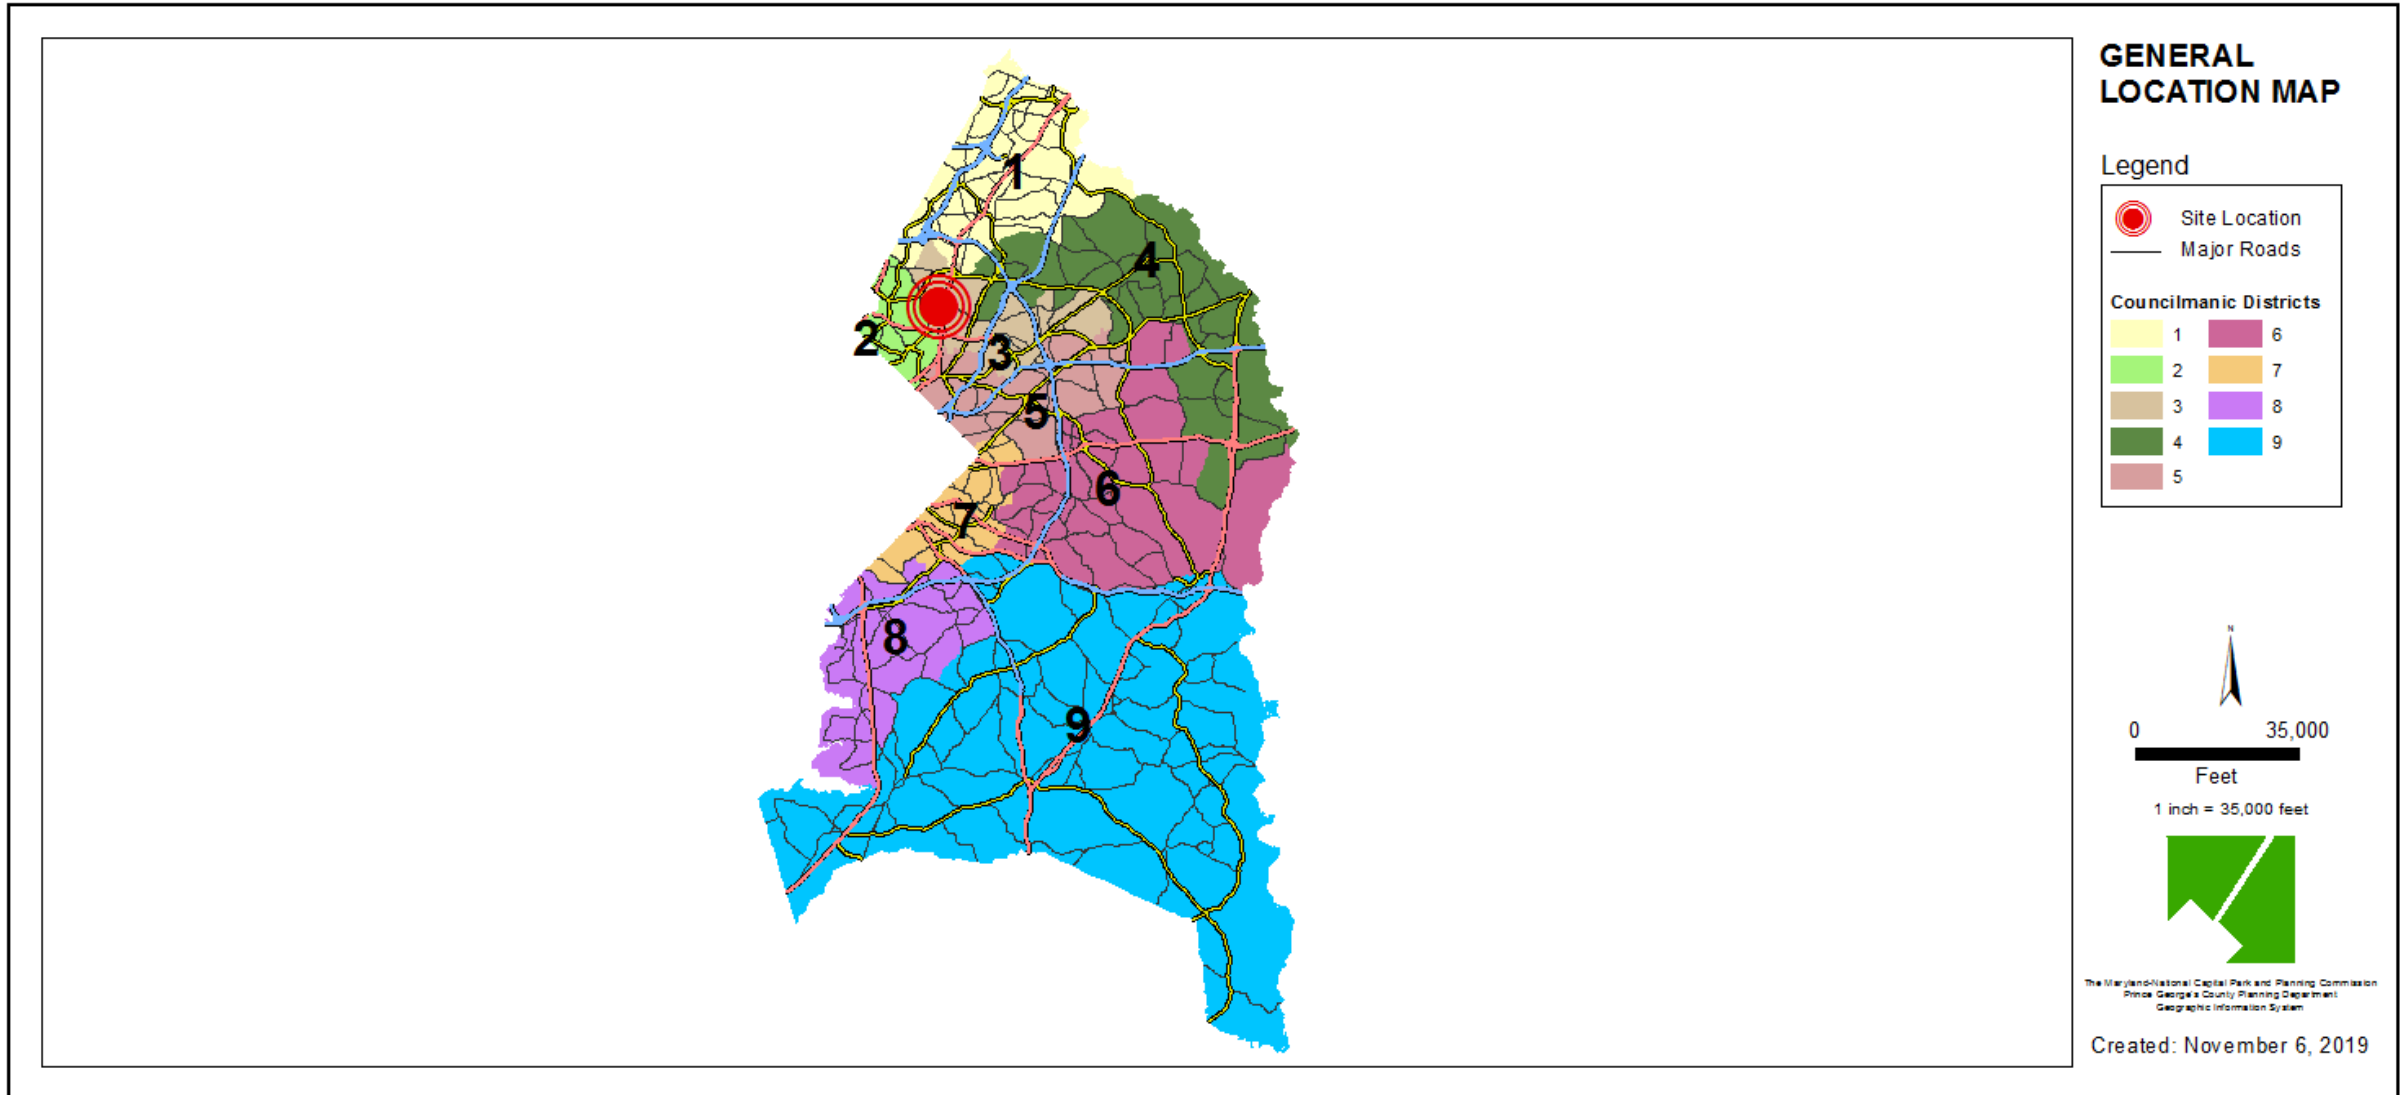 GENERAL
LOCATION MAP
Legend
Site Location
Major Roads
Councilmanic Districts
1 6
2 7
3 8
4 9
5
1
4
2
3
5
6
7
8
9
N
0 35,000
Feet
1 inch = 35,000 feet
The Maryland-National Capital Park and Planning Commission
Prince George's County Planning Department
Geographic Information System
Created: November 6, 2019